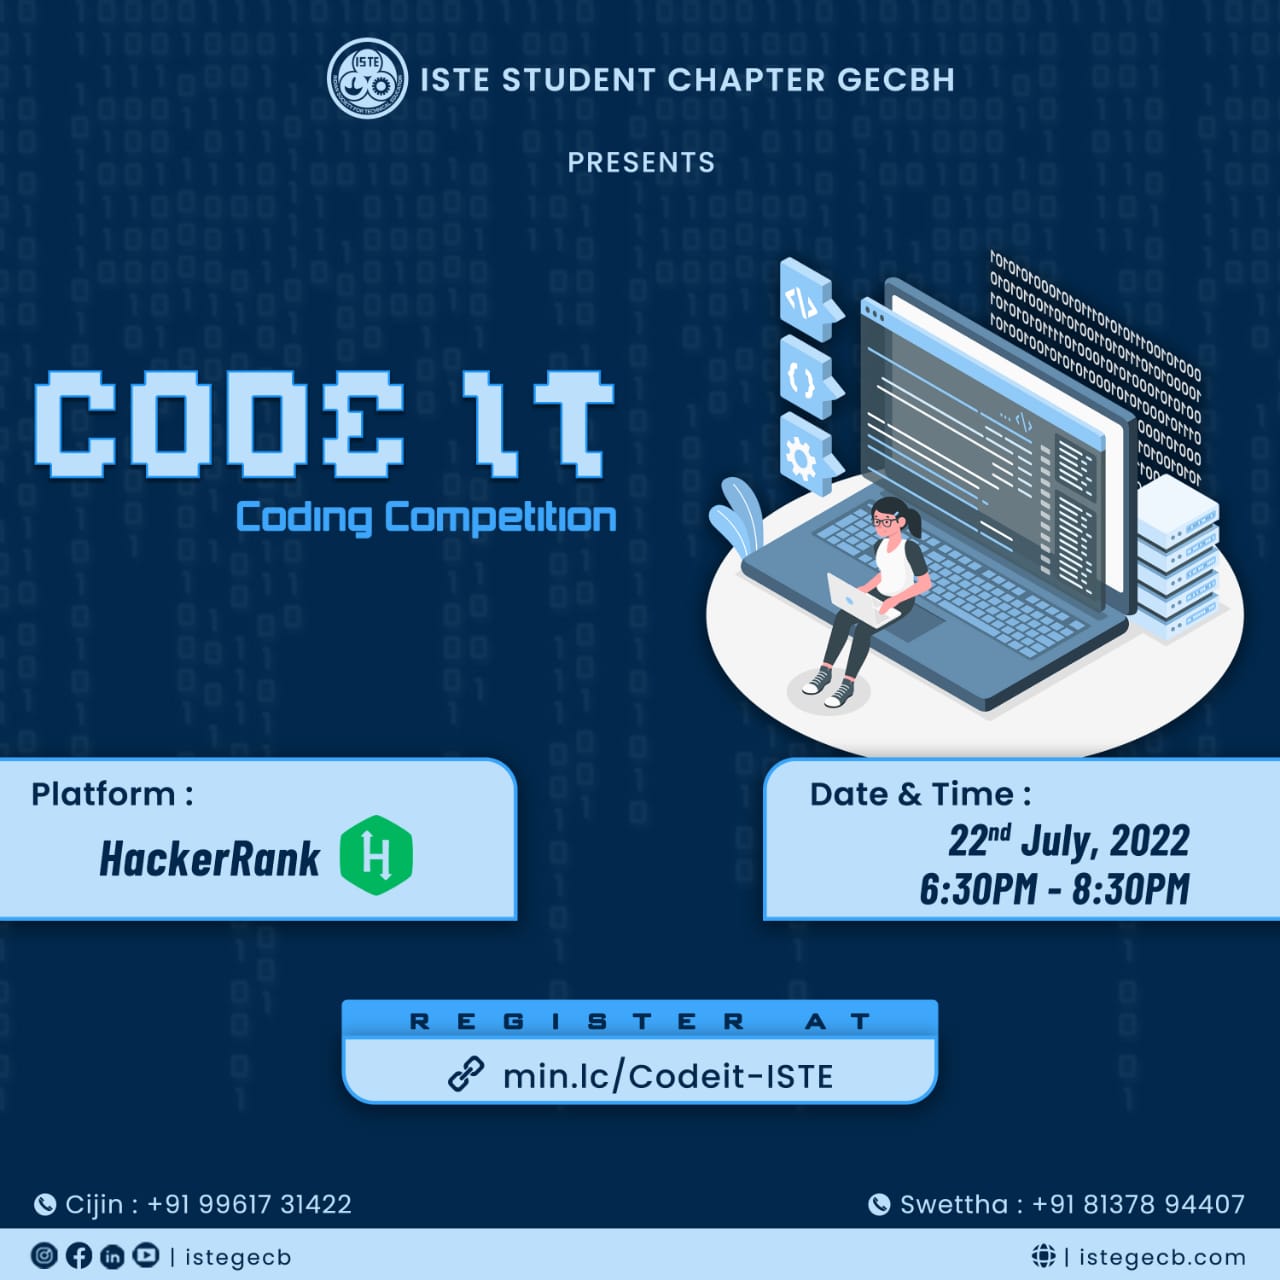 ISTE
ISTE STUDENT CHAPTER GECBH
PRESENTS
CODE IT
Coding Competition
Platform :
HackerRank
H
Date & Time :
22nd July, 2022
6:30PM - 8:30PM
REGISTER AT
min.lc/Codeit-ISTE
Cijin : +91 99617 31422
Swettha : +91 81378 94407
| istegecb
| istegecb.com